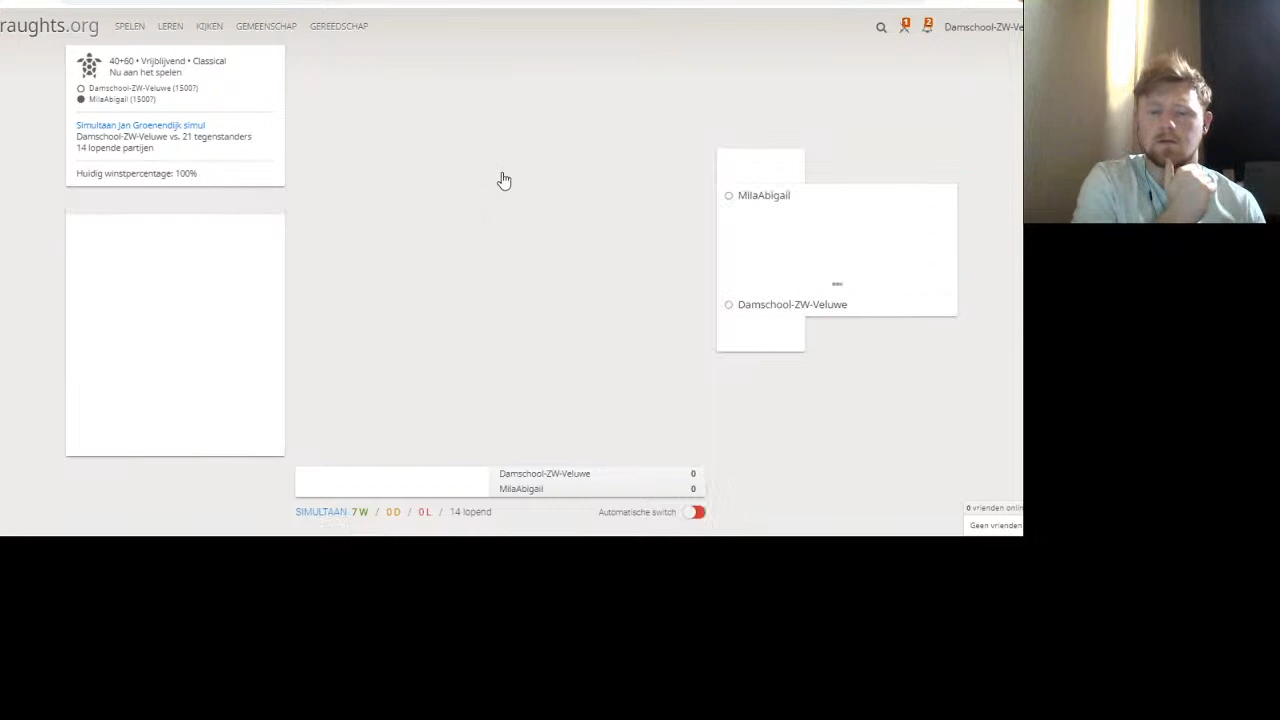 raughts.org
SPELEN LEREN KIJKEN GEMEENSCHAP GEREEDSCHAP
1 2 Damschool-ZW-Ve
40+60 • Vrijblijvend • Classical
Nu aan het spelen
Damschool-ZW-Veluwe (1500?)
MilaAbigail (1500?)
Simultaan Jan Groenendijk simul
Damschool-ZW-Veluwe vs. 21 tegenstanders
14 lopende partijen
Huidig winstpercentage: 100%
MilaAbigail
Damschool-ZW-Veluwe
Damschool-ZW-Veluwe 0
MilaAbigail 0
SIMULTAAN 7 W / 0 D / 0 L / 14 lopend
Automatische switch
0 vrienden onlin
Geen vrienden